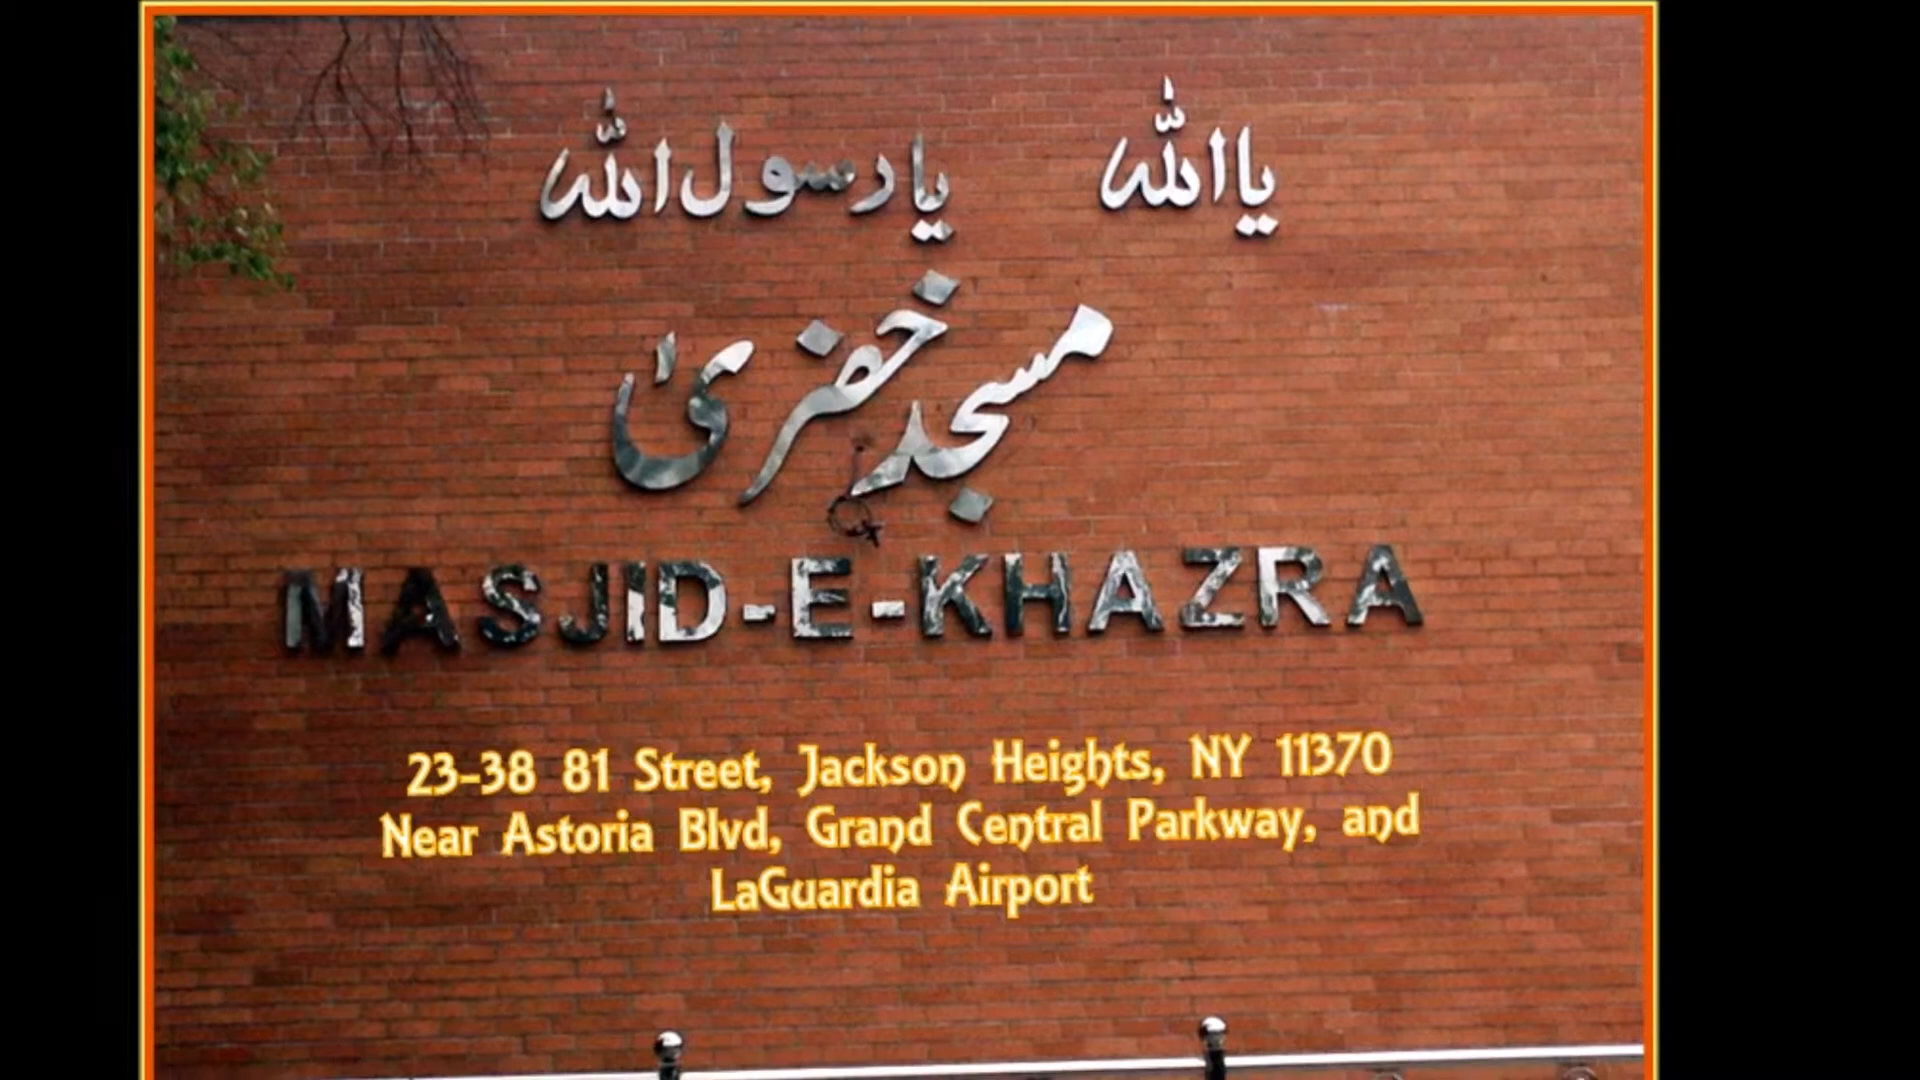 یا اللہ یا رسول اللہ
مسجد خضریٰ
MASJID-E-KHAZRA
23-38 81 Street, Jackson Heights, NY 11370
Near Astoria Blvd, Grand Central Parkway, and
LaGuardia Airport